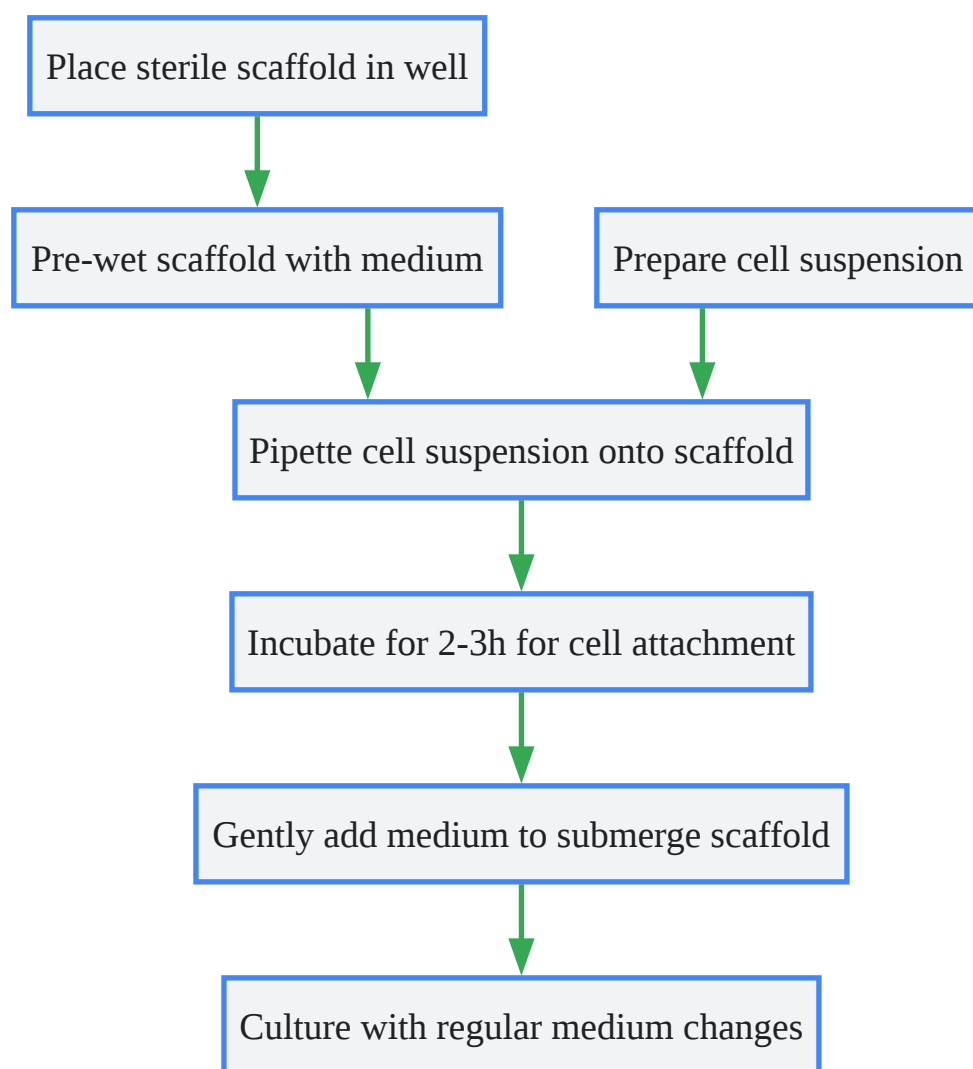 Place sterile scaffold in well
Pre-wet scaffold with medium
Prepare cell suspension
Pipette cell suspension onto scaffold
Incubate for 2-3h for cell attachment
Gently add medium to submerge scaffold
Culture with regular medium changes